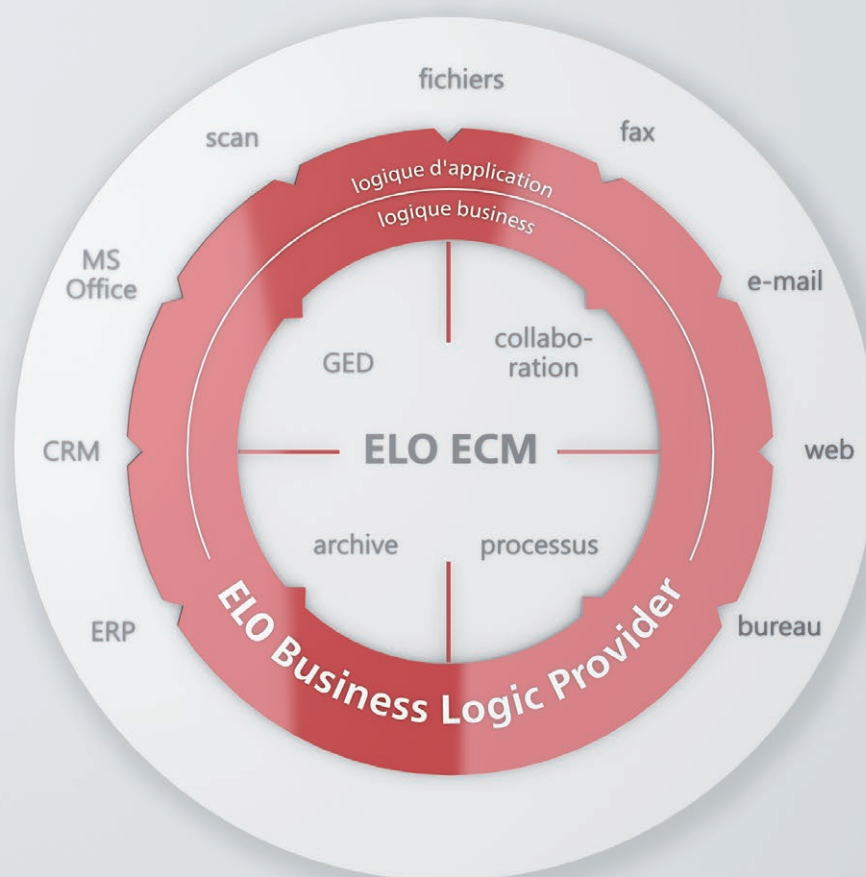 fichiers
scan
fax
logique d'application
logique business
MS
Office
e-mail
GED
collabo-
ration
CRM
ELO ECM
web
archive
processus
ERP
bureau
ELO Business Logic Provider